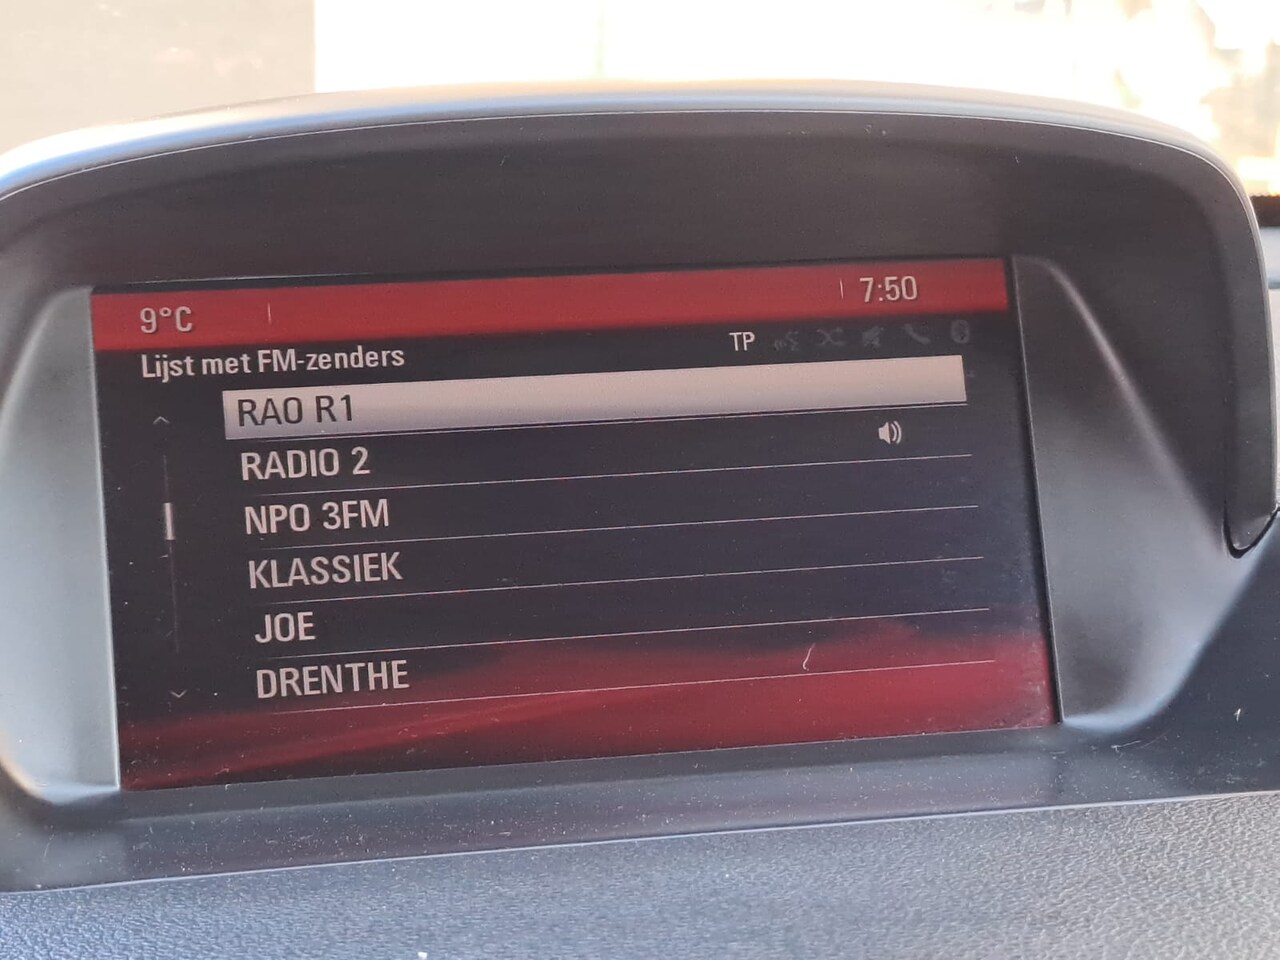 9°C
7:50
Lijst met FM-zenders
TP
RAO R1
RADIO 2
NPO 3FM
KLASSIEK
JOE
DRENTHE